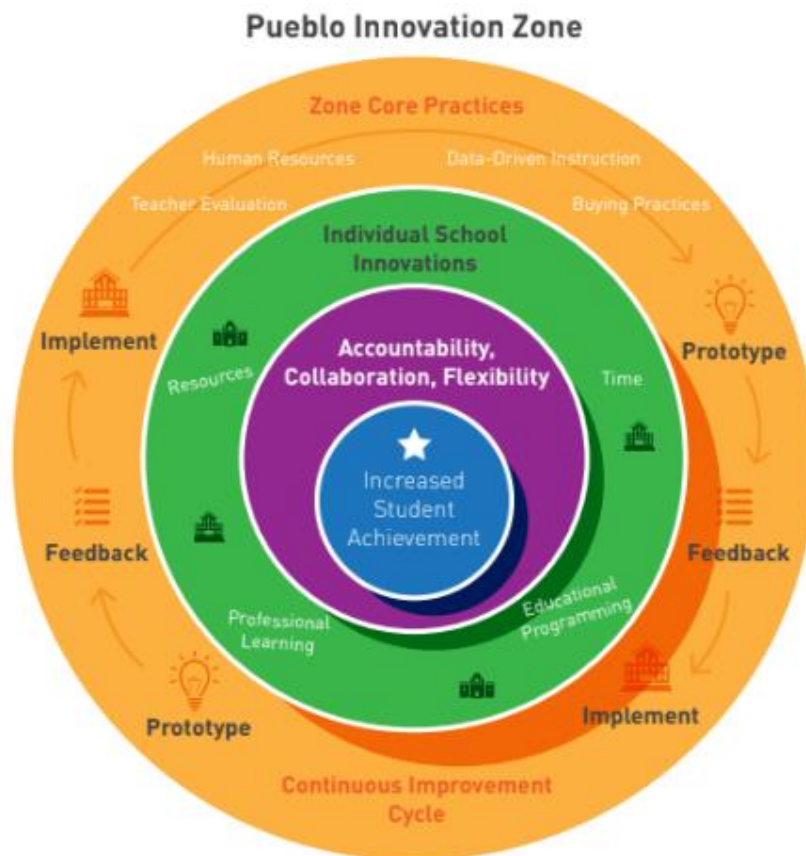 Pueblo Innovation Zone
Zone Core Practices
Human Resources
Data-Driven Instruction
Teacher Evaluation
Buying Practices
Individual School
Innovations
Implement
Prototype
Accountability,
Collaboration, Flexibility
Resources
Time
Increased
Student
Achievement
Feedback
Feedback
Professional
Learning
Educational
Programming
Prototype
Implement
Continuous Improvement
Cycle